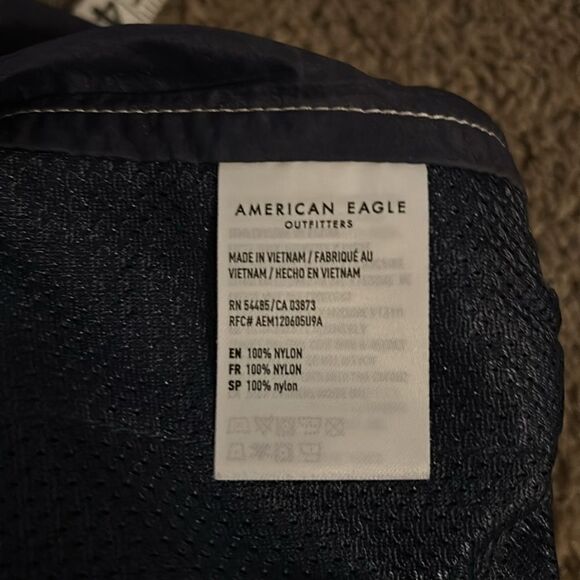 AMERICAN EAGLE
OUTFITTERS
MADE IN VIETNAM / FABRIQUÉ AU
VIETNAM / HECHO EN VIETNAM
RN 54485/CA 03873
RFC# AEM120605U9A
EN 100% NYLON
FR 100% NYLON
SP 100% nylon